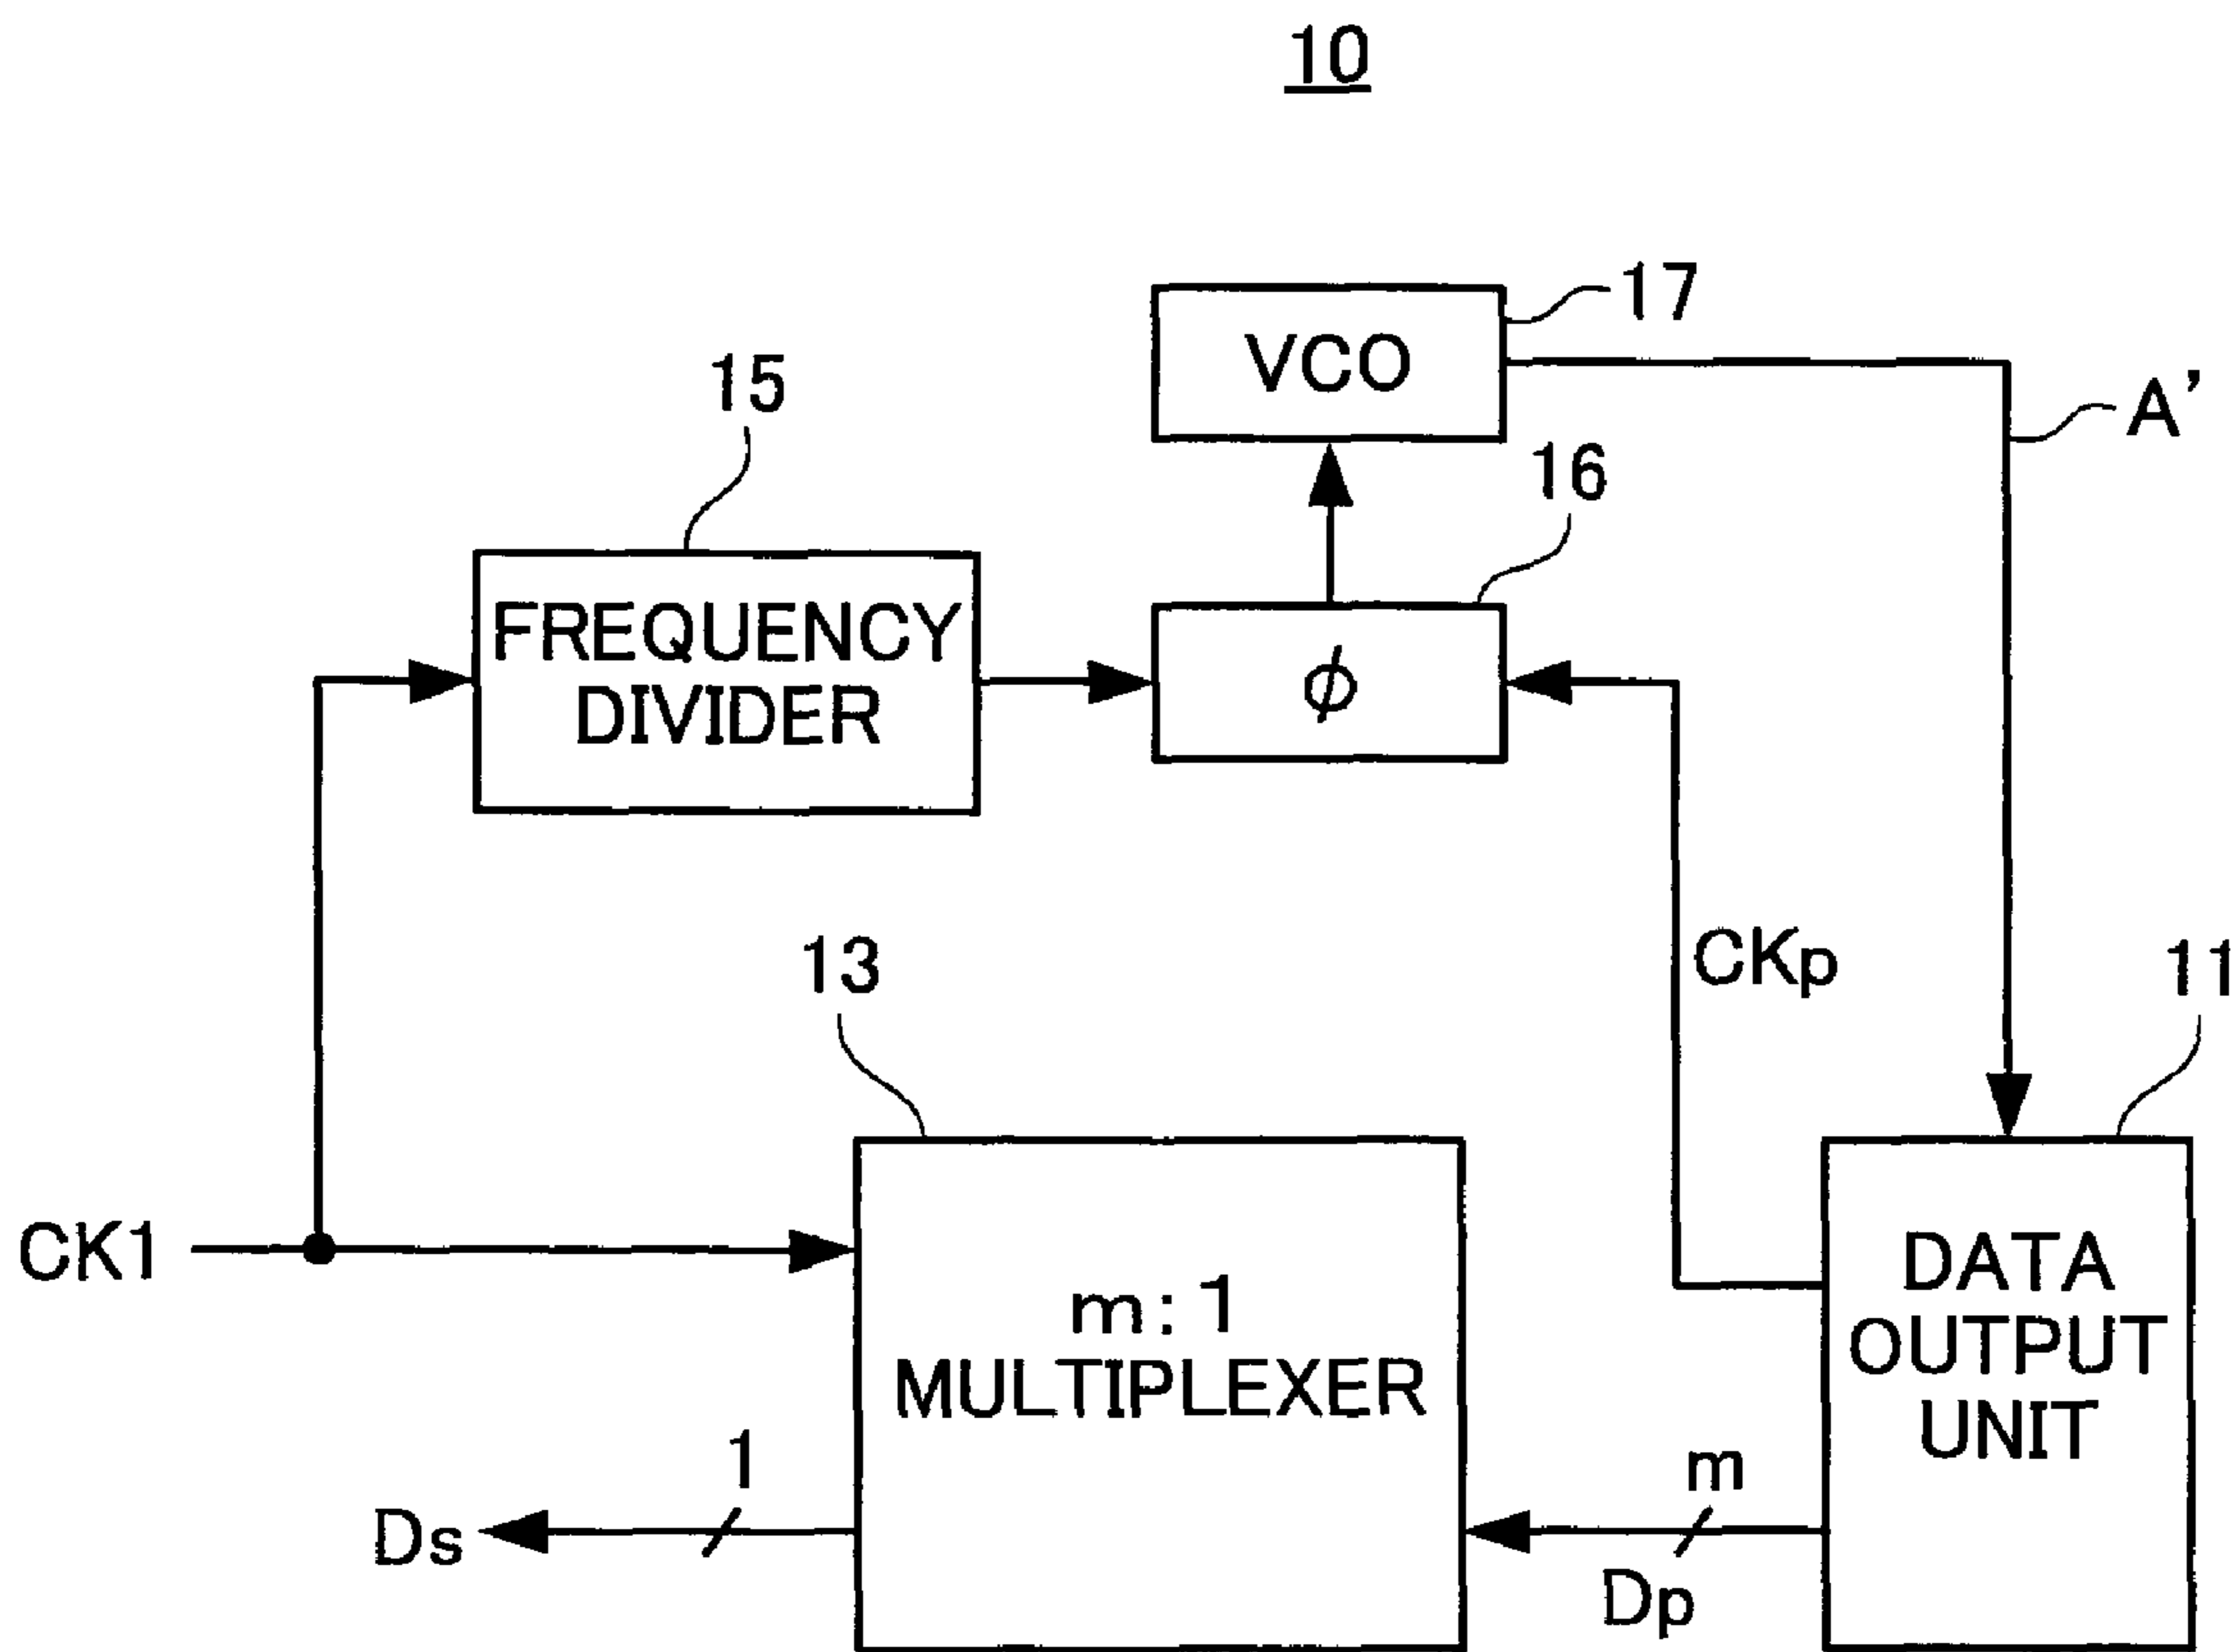 10
17
VCO
A'
15
16
FREQUENCY
DIVIDER
ϕ
13
CKp
11
CK1
m:1
MULTIPLEXER
DATA
OUTPUT
UNIT
1
m
Ds
Dp